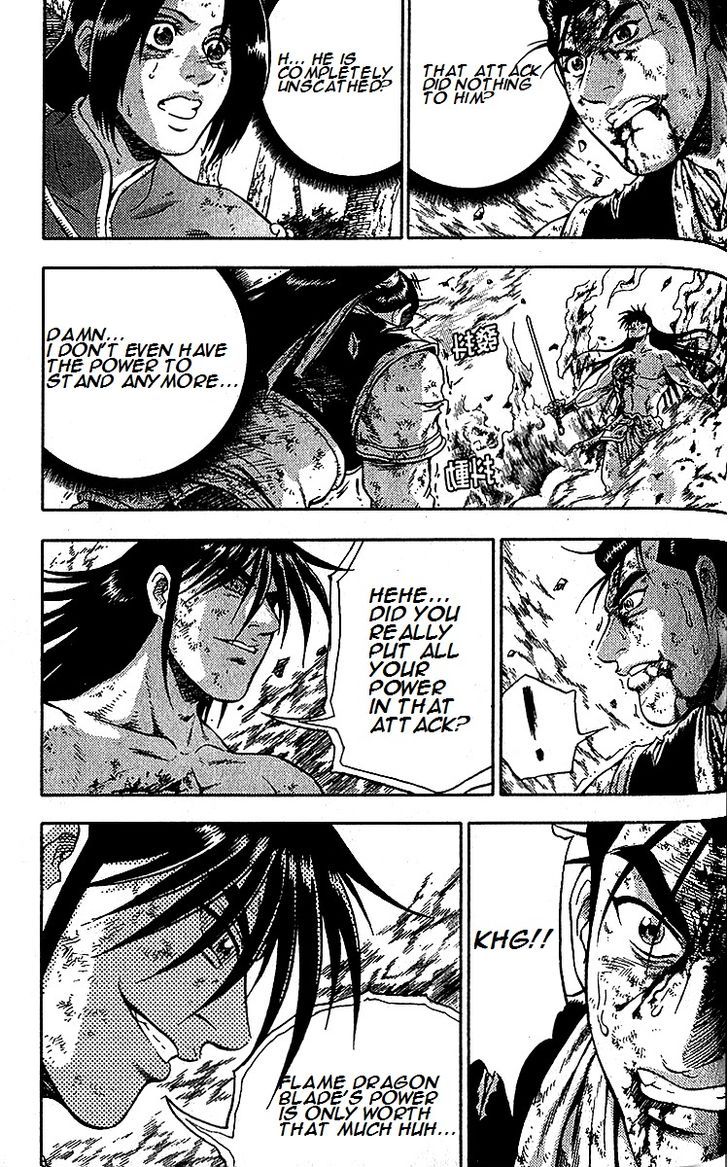 THAT ATTACK
DID NOTHING
TO HIM?
H... HE IS
COMPLETELY
UNSCATHED?
DAMN...
I DON'T EVEN HAVE
THE POWER TO
STAND ANYMORE...
!
HEHE...
DID YOU
REALLY
PUT ALL
YOUR
POWER
IN THAT
ATTACK?
KHG!!
FLAME DRAGON
BLADE'S POWER
IS ONLY WORTH
THAT MUCH HUH...